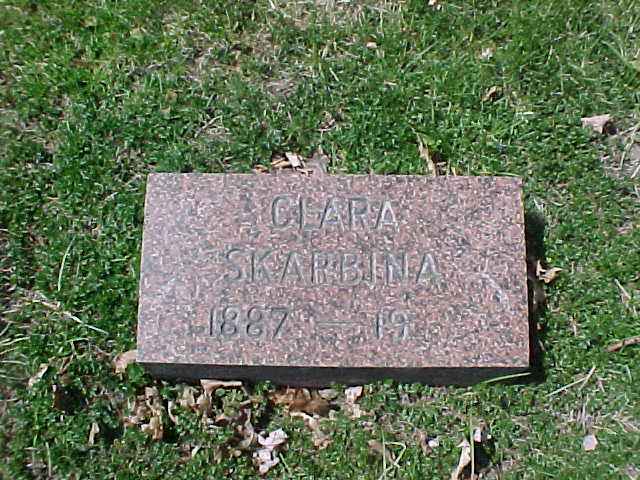 CLARA
SKARBINA
1887 — 19